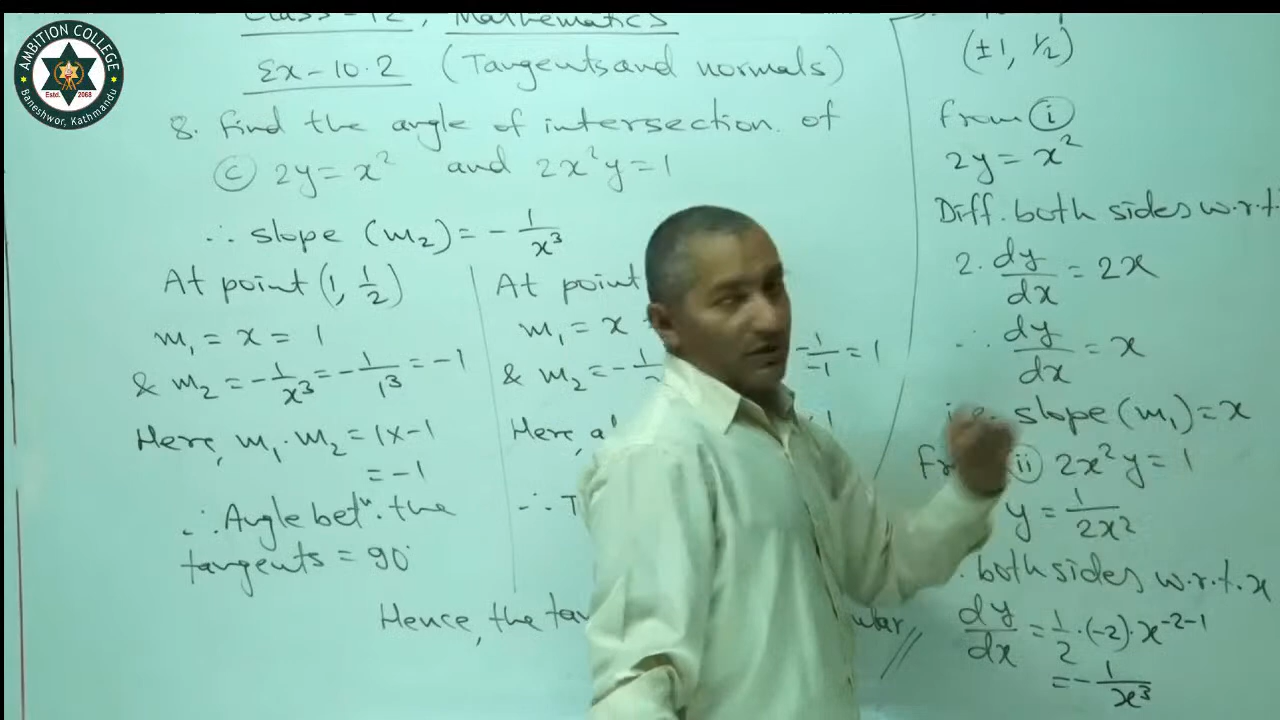 AMBITION COLLEGE
Estd. 2068
Baneshwor, Kathmandu
Class-12, Mathematics
Ex-10.2 (Tangents and normals)
8. Find the angle of intersection of
(c) 2y = x² and 2x²y = 1
∴ slope (m₂) = -1/x³
At point (1, 1/2)
m₁ = x = 1
& m₂ = -1/x³ = -1/1³ = -1
Here, m₁.m₂ = 1x-1
= -1
∴ Angle betⁿ. the
tangents = 90°
At point
m₁ = x
& m₂ = -1/ -1/-1 = 1
Here,
∴
Hence, the
(±1, 1/2)
From (i)
2y = x²
Diff. both sides w.r.t.
2. dy/dx = 2x
∴ dy/dx = x
i.e. slope (m₁) = x
(ii) 2x²y = 1
y = 1/2x²
both sides w.r.t. x
dy/dx = 1/2.(-2).x⁻²⁻¹
= -1/x³